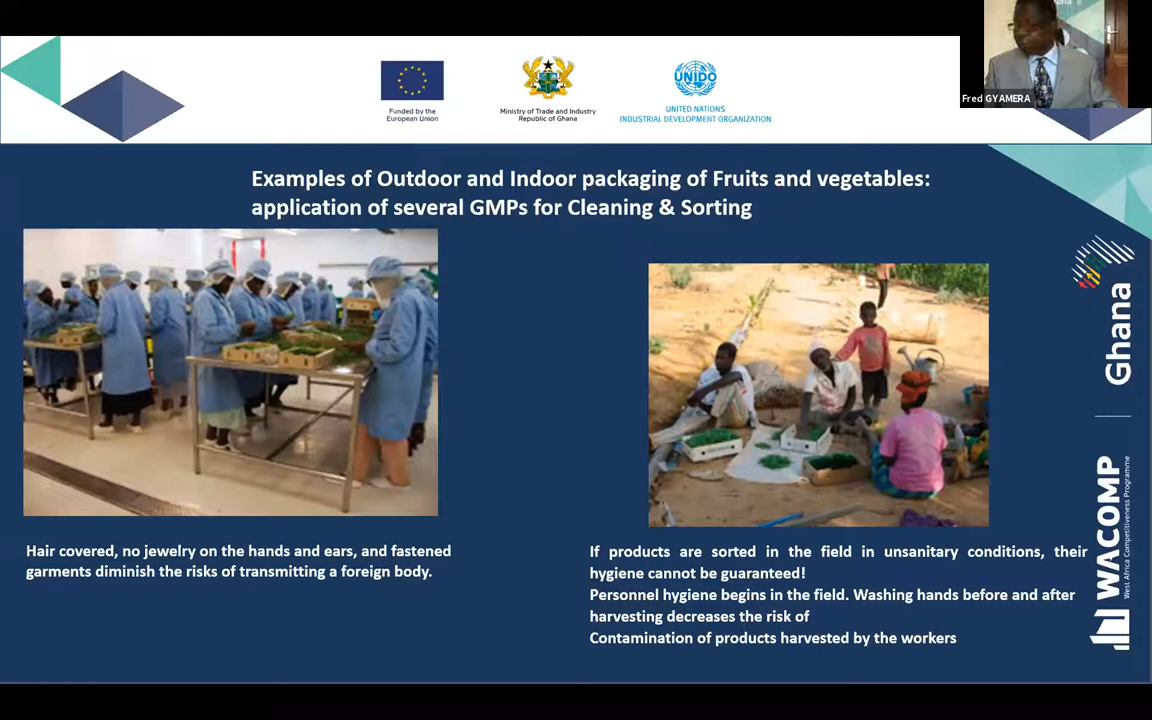 Fred GYAMERA
Funded by the
European Union
Ministry of Trade and Industry
Republic of Ghana
UNITED NATIONS
INDUSTRIAL DEVELOPMENT ORGANIZATION
UNIDO
Examples of Outdoor and Indoor packaging of Fruits and vegetables:
application of several GMPs for Cleaning & Sorting
Hair covered, no jewelry on the hands and ears, and fastened
garments diminish the risks of transmitting a foreign body.
If products are sorted in the field in unsanitary conditions, their
hygiene cannot be guaranteed!
Personnel hygiene begins in the field. Washing hands before and after
harvesting decreases the risk of
Contamination of products harvested by the workers
Ghana
WACOMP
West Africa Competitiveness Programme